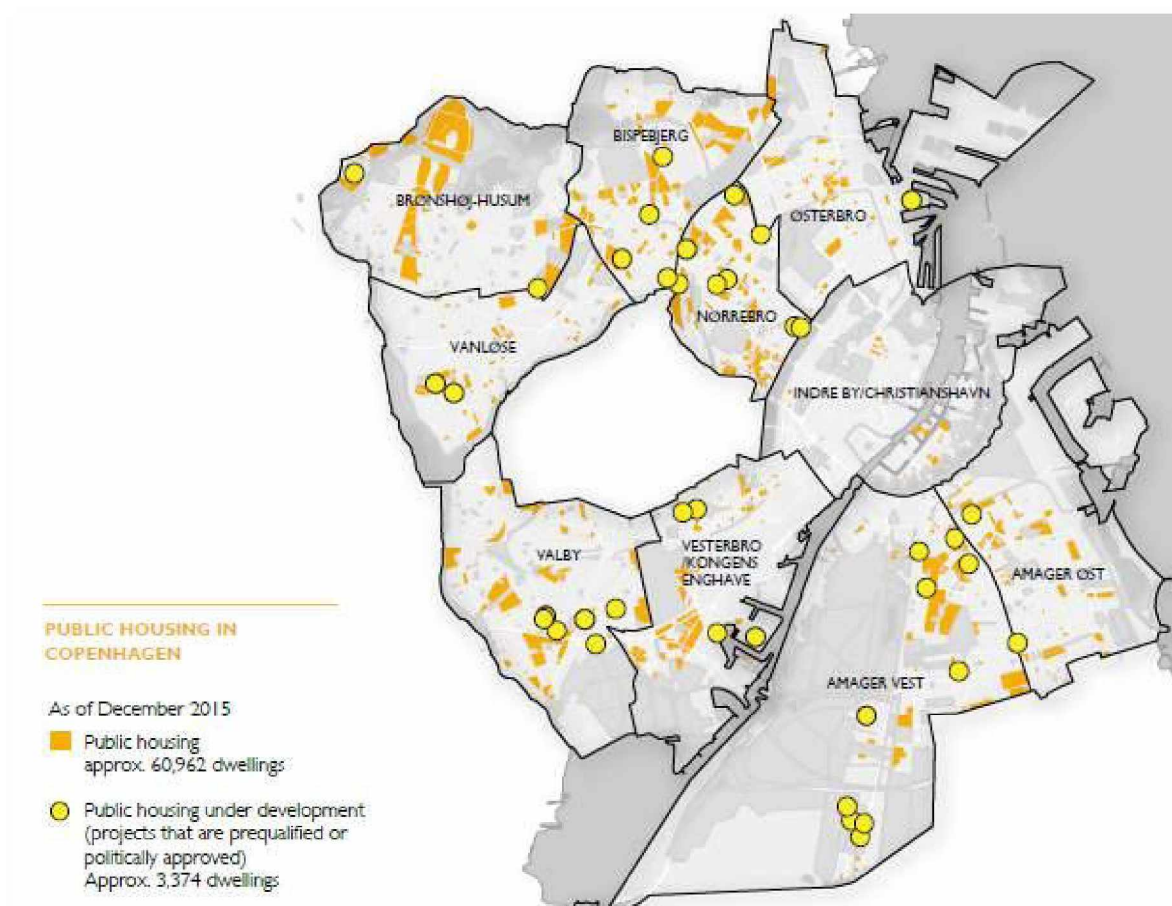 BISPEBJERG
BRØNSHØJ-HUSUM
ØSTERBRO
NØRREBRO
VANLØSE
INDRE BY/CHRISTIANSHAVN
VALBY
VESTERBRO
/KONGENS
ENGHAVE
AMAGER ØST
AMAGER VEST
PUBLIC HOUSING IN
COPENHAGEN
As of December 2015
Public housing
approx. 60,962 dwellings
Public housing under development
(projects that are prequalified or
politically approved)
Approx. 3,374 dwellings